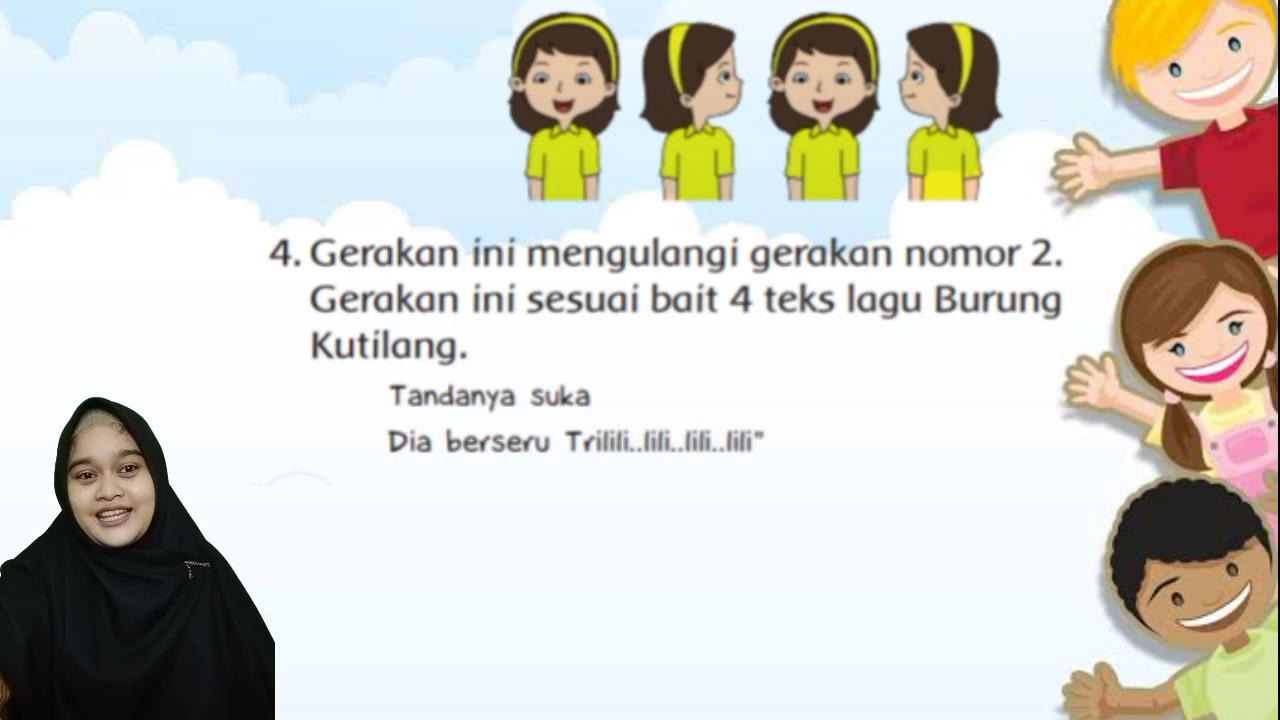 4. Gerakan ini mengulangi gerakan nomor 2.
Gerakan ini sesuai bait 4 teks lagu Burung
Kutilang.
Tandanya suka
Dia berseru Trilili..lili..lili..lili"